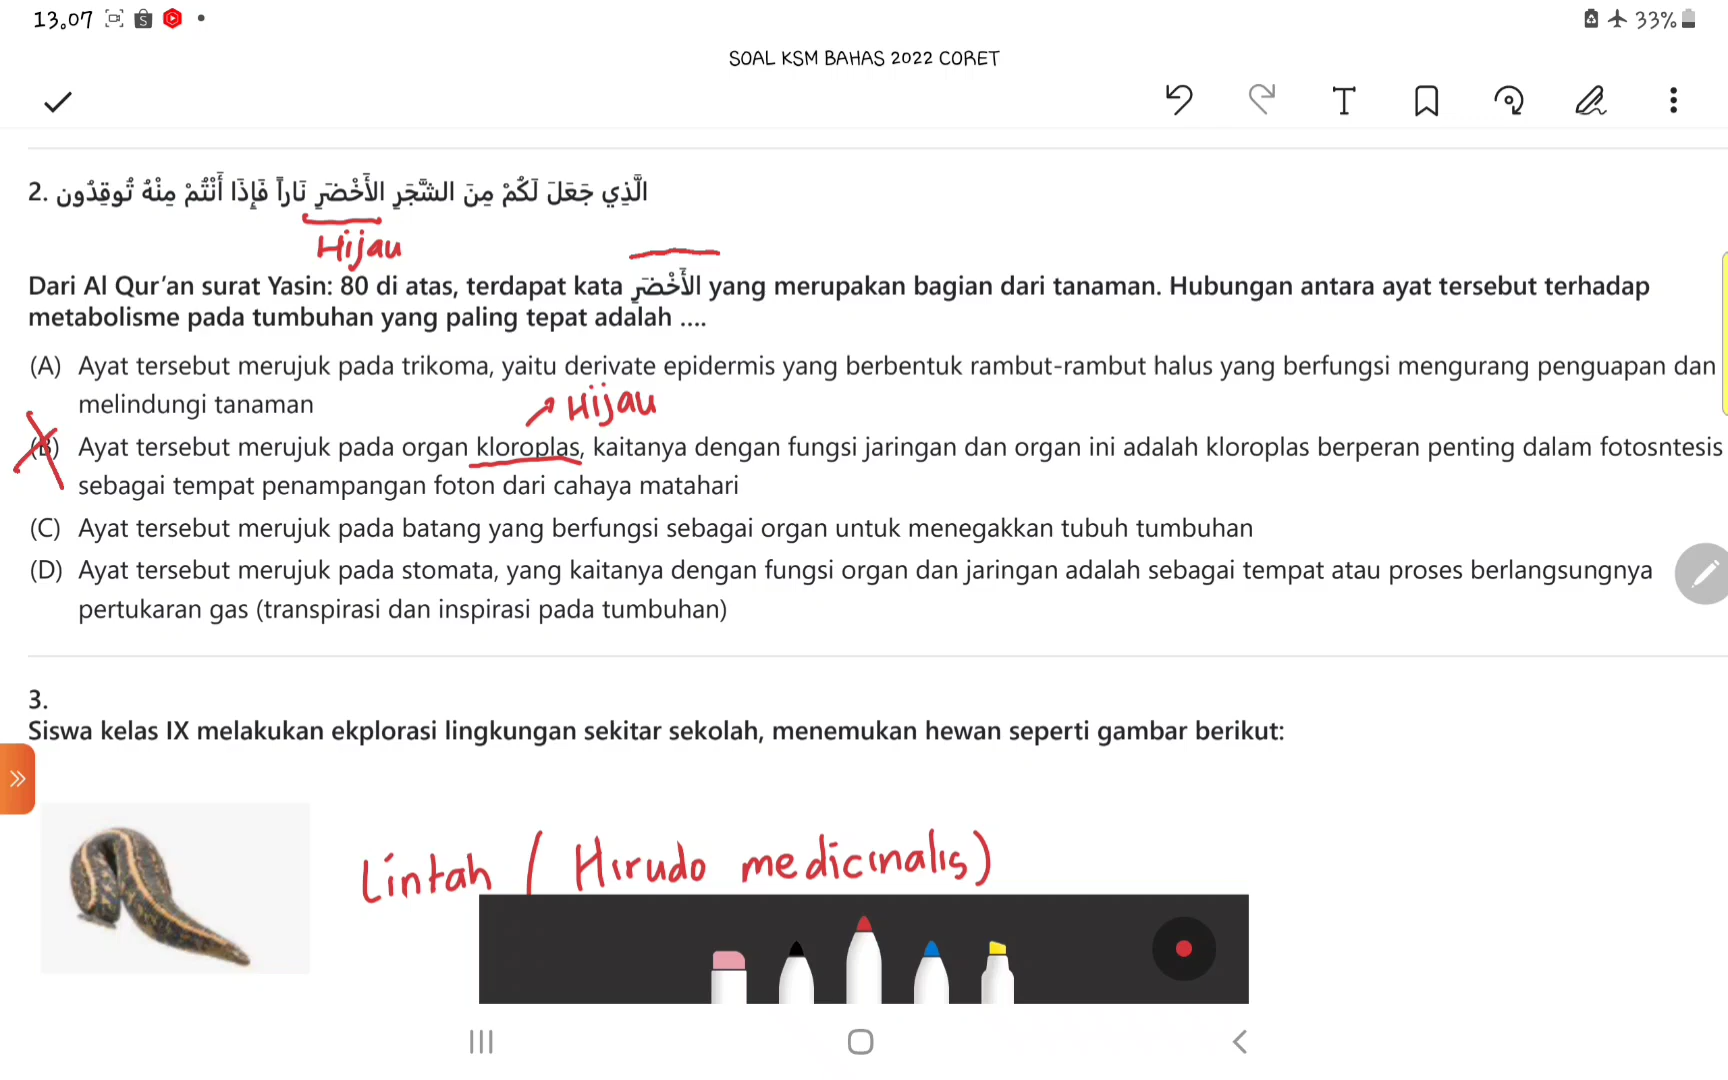 13.07
33%
SOAL KSM BAHAS 2022 CORET
2. الَّذِي جَعَلَ لَكُمْ مِنَ الشَّجَرِ الأَخْضَرِ نَاراً فَإِذَا أَنْتُمْ مِنْهُ تُوقِدُون
Hijau
Dari Al Qur’an surat Yasin: 80 di atas, terdapat kata الأَخْضَرِ yang merupakan bagian dari tanaman. Hubungan antara ayat tersebut terhadap
metabolisme pada tumbuhan yang paling tepat adalah ....
(A) Ayat tersebut merujuk pada trikoma, yaitu derivate epidermis yang berbentuk rambut-rambut halus yang berfungsi mengurang penguapan dan
melindungi tanaman
Hijau
(B) Ayat tersebut merujuk pada organ kloroplas, kaitanya dengan fungsi jaringan dan organ ini adalah kloroplas berperan penting dalam fotosntesis
sebagai tempat penampangan foton dari cahaya matahari
(C) Ayat tersebut merujuk pada batang yang berfungsi sebagai organ untuk menegakkan tubuh tumbuhan
(D) Ayat tersebut merujuk pada stomata, yang kaitanya dengan fungsi organ dan jaringan adalah sebagai tempat atau proses berlangsungnya
pertukaran gas (transpirasi dan inspirasi pada tumbuhan)
3.
Siswa kelas IX melakukan ekplorasi lingkungan sekitar sekolah, menemukan hewan seperti gambar berikut:
Lintah (Hirudo medicinalis)